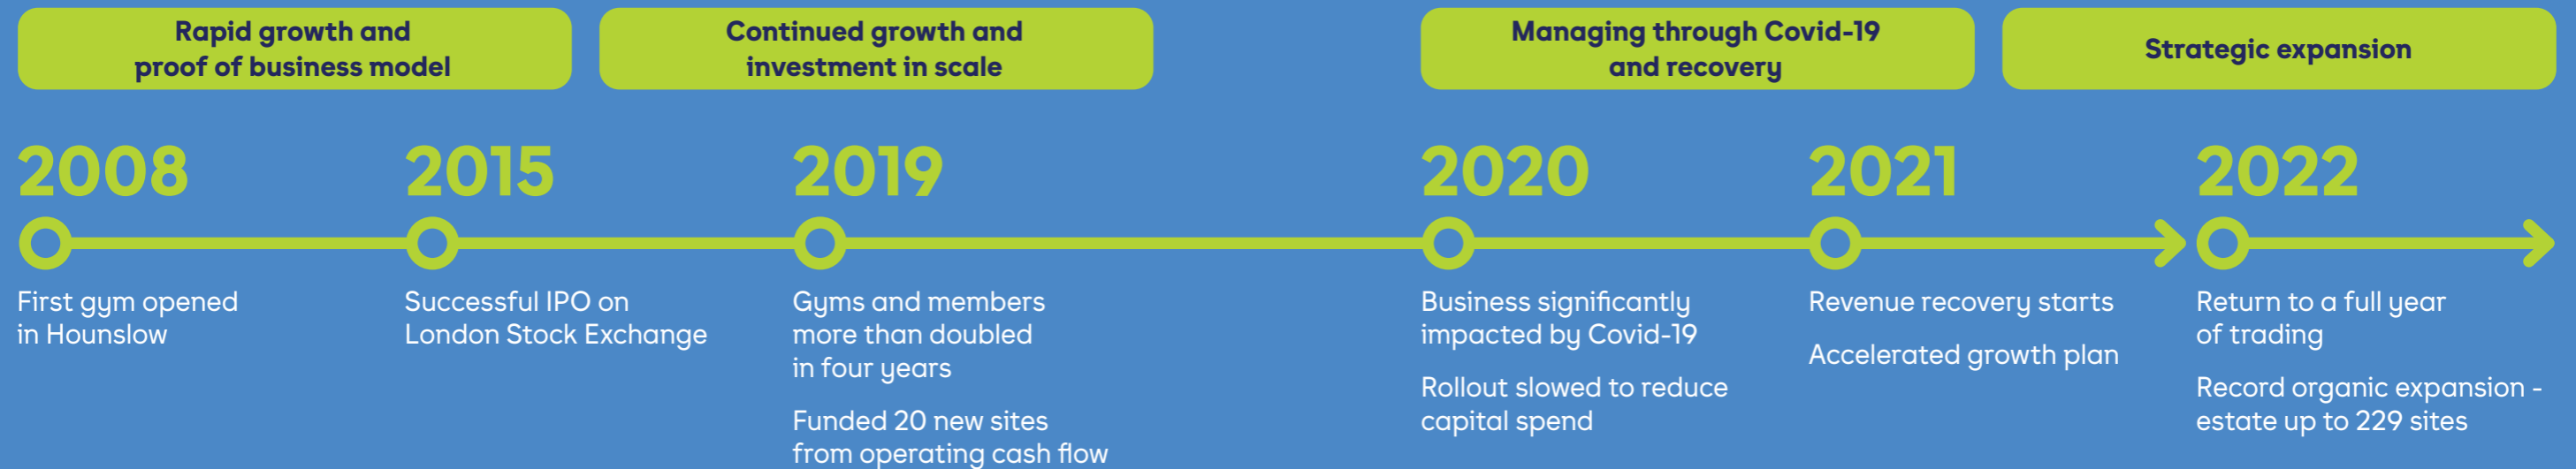 Rapid growth and
proof of business model
Continued growth and
investment in scale
Managing through Covid-19
and recovery
Strategic expansion
2008
First gym opened
in Hounslow
2015
Successful IPO on
London Stock Exchange
2019
Gyms and members
more than doubled
in four years
Funded 20 new sites
from operating cash flow
2020
Business significantly
impacted by Covid-19
Rollout slowed to reduce
capital spend
2021
Revenue recovery starts
Accelerated growth plan
2022
Return to a full year
of trading
Record organic expansion -
estate up to 229 sites